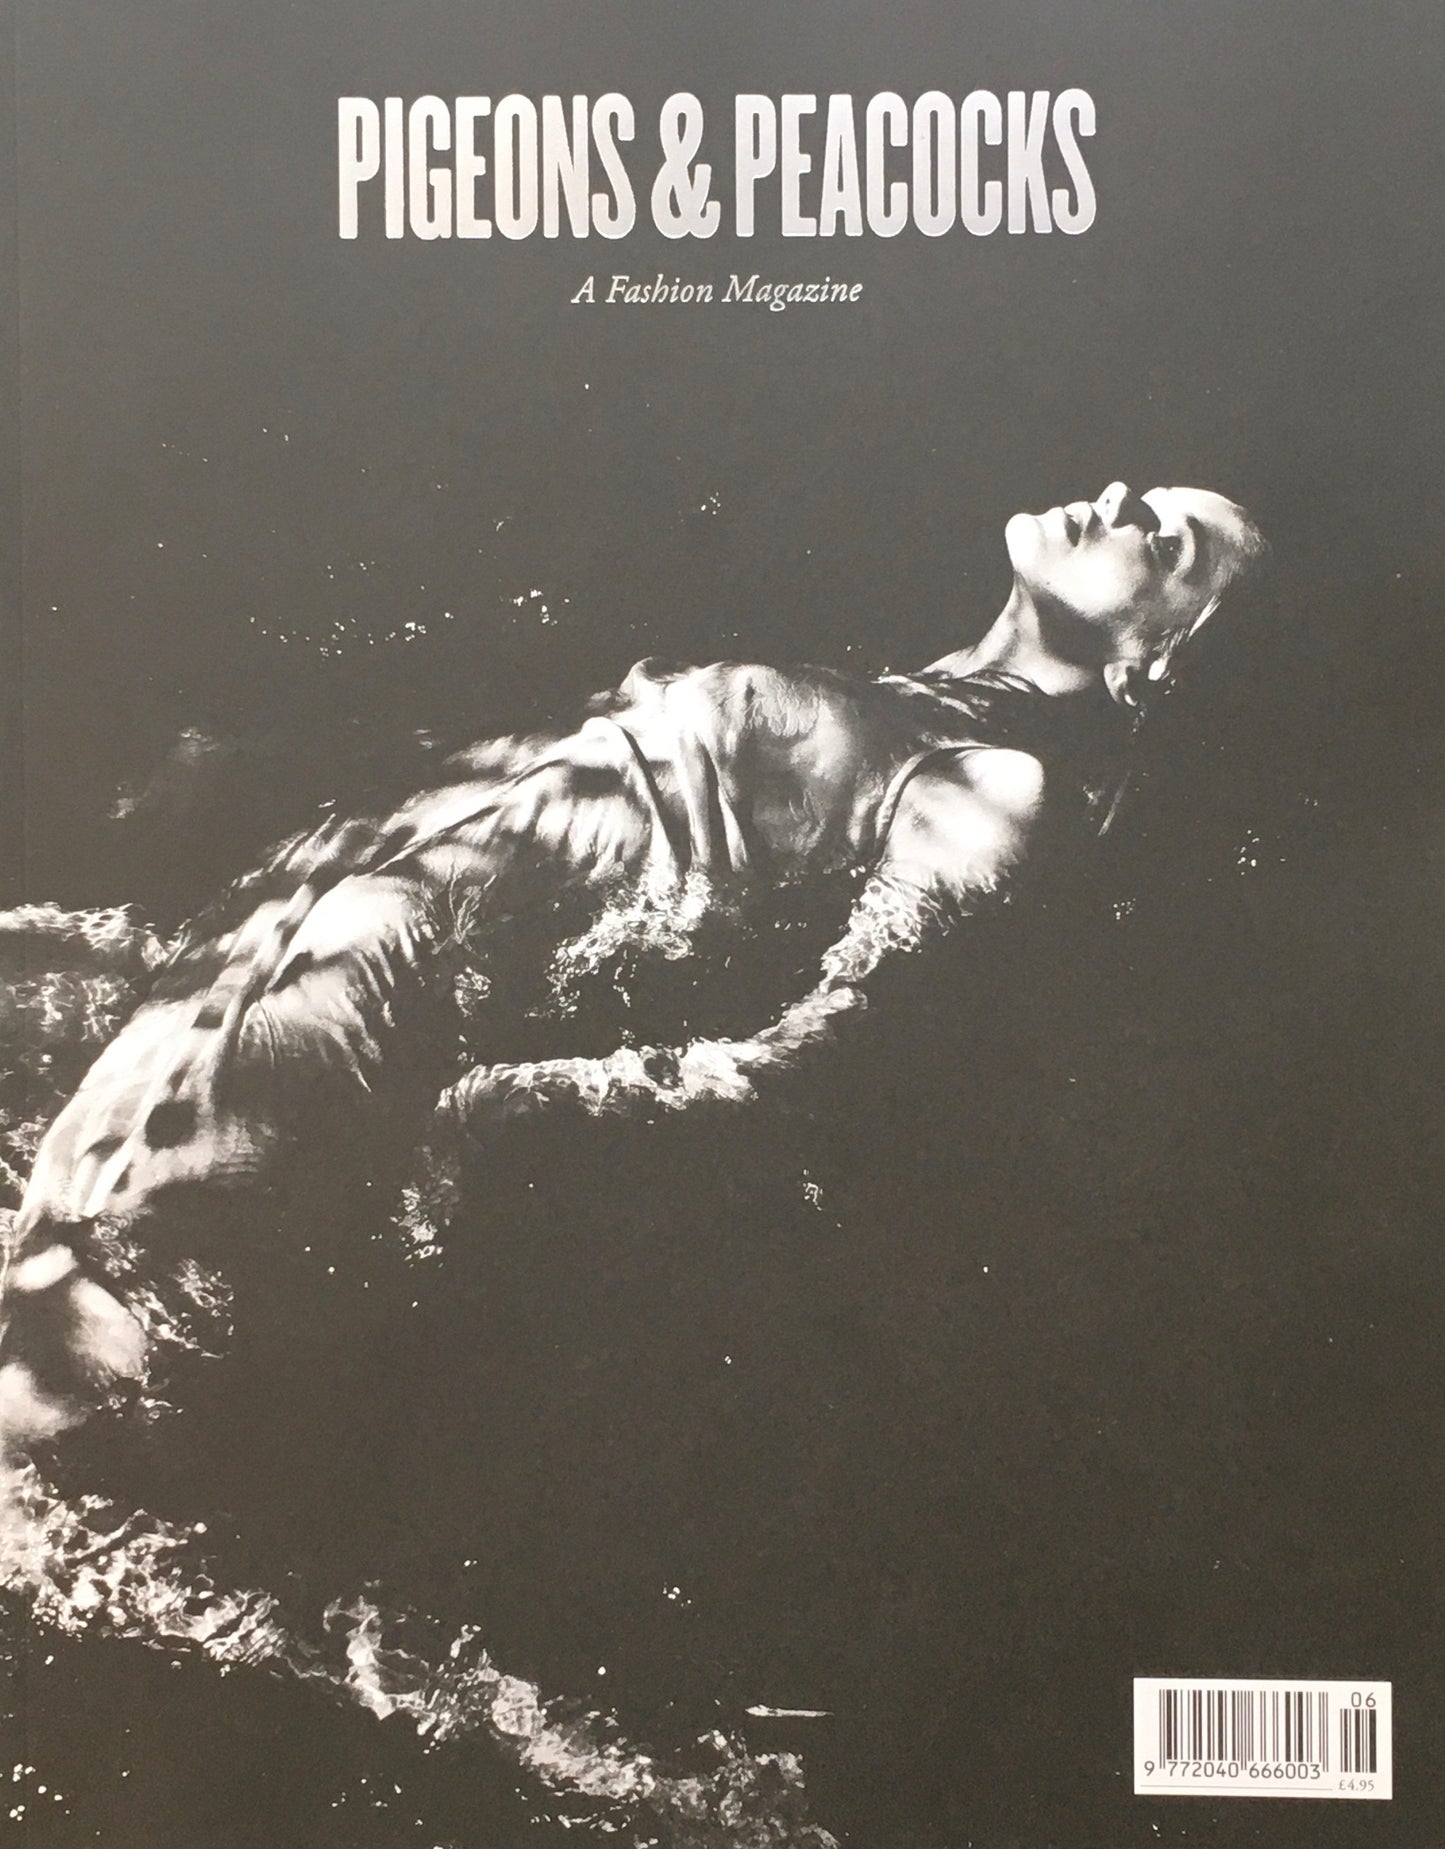 PIGEONS & PEACOCKS
A Fashion Magazine
06
9 772040 666003
£4.95